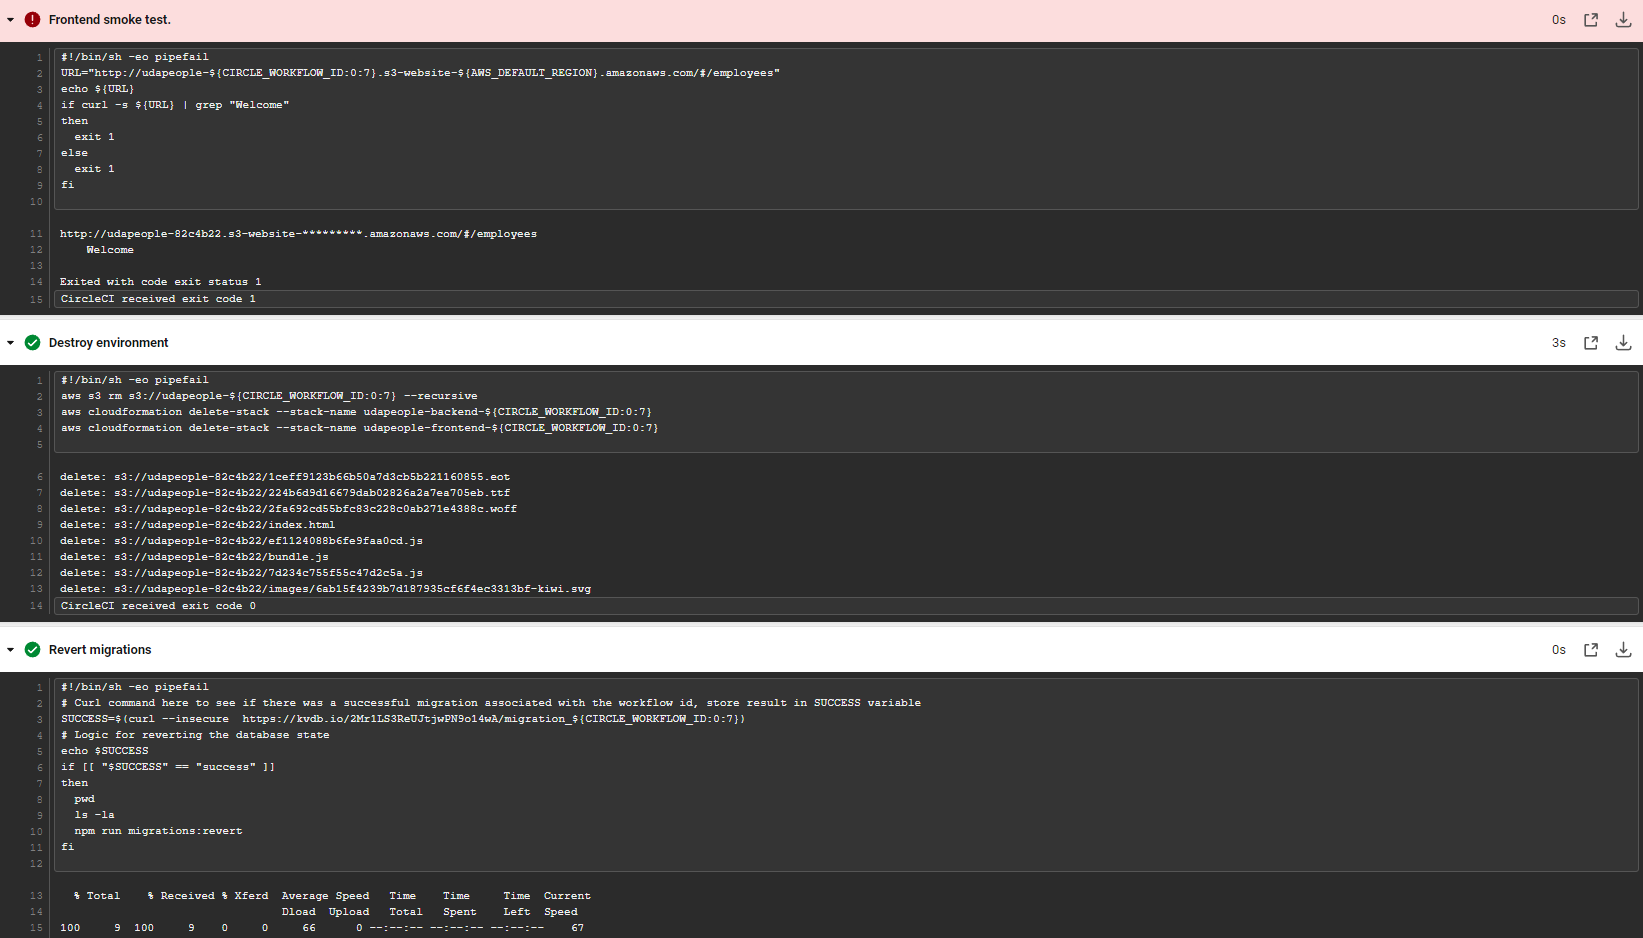 Frontend smoke test. 0s
1 #!/bin/sh -eo pipefail
2 URL="http://udapeople-${CIRCLE_WORKFLOW_ID:0:7}.s3-website-${AWS_DEFAULT_REGION}.amazonaws.com/#/employees"
3 echo ${URL}
4 if curl -s ${URL} | grep "Welcome"
5 then
6 exit 1
7 else
8 exit 1
9 fi
10
11 http://udapeople-82c4b22.s3-website-*********.amazonaws.com/#/employees
12 Welcome
13
14 Exited with code exit status 1
15 CircleCI received exit code 1
Destroy environment 3s
1 #!/bin/sh -eo pipefail
2 aws s3 rm s3://udapeople-${CIRCLE_WORKFLOW_ID:0:7} --recursive
3 aws cloudformation delete-stack --stack-name udapeople-backend-${CIRCLE_WORKFLOW_ID:0:7}
4 aws cloudformation delete-stack --stack-name udapeople-frontend-${CIRCLE_WORKFLOW_ID:0:7}
5
6 delete: s3://udapeople-82c4b22/1ceff9123b66b50a7d3cb5b221160855.eot
7 delete: s3://udapeople-82c4b22/224b6d9d16679dab02826a2a7ea705eb.ttf
8 delete: s3://udapeople-82c4b22/2fa692cd55bfc83c228c0ab271e4388c.woff
9 delete: s3://udapeople-82c4b22/index.html
10 delete: s3://udapeople-82c4b22/ef1124088b6fe9faa0cd.js
11 delete: s3://udapeople-82c4b22/bundle.js
12 delete: s3://udapeople-82c4b22/7d234c755f55c47d2c5a.js
13 delete: s3://udapeople-82c4b22/images/6ab15f4239b7d187935cf6f4ec3313bf-kiwi.svg
14 CircleCI received exit code 0
Revert migrations 0s
1 #!/bin/sh -eo pipefail
2 # Curl command here to see if there was a successful migration associated with the workflow id, store result in SUCCESS variable
3 SUCCESS=$(curl --insecure  https://kvdb.io/2Mr1LS3ReUJtjwPN9o14wA/migration_${CIRCLE_WORKFLOW_ID:0:7})
4 # Logic for reverting the database state
5 echo $SUCCESS
6 if [[ "$SUCCESS" == "success" ]]
7 then
8 pwd
9 ls -la
10 npm run migrations:revert
11 fi
12
13 % Total % Received % Xferd Average Speed Time Time Time Current
14 Dload Upload Total Spent Left Speed
15 100 9 100 9 0 0 66 0 --:--:-- --:--:-- --:--:-- 67